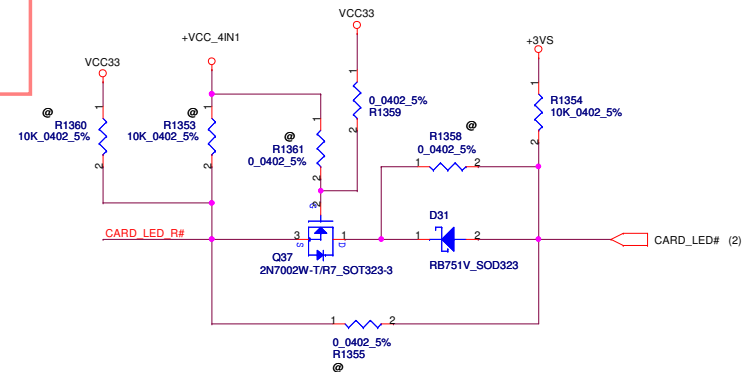 VCC33
+VCC_4IN1
+3VS
VCC33
@
R1360
10K_0402_5%
1
2
@
R1353
10K_0402_5%
1
2
@
R1361
0_0402_5%
1
2
1
2
0_0402_5%
R1359
@
R1358
0_0402_5%
1
2
R1354
10K_0402_5%
1
2
CARD_LED_R#
3
S
G
2
1
D
Q37
2N7002W-T/R7_SOT323-3
D31
1
2
RB751V_SOD323
CARD_LED# (2)
1
2
0_0402_5%
R1355
@